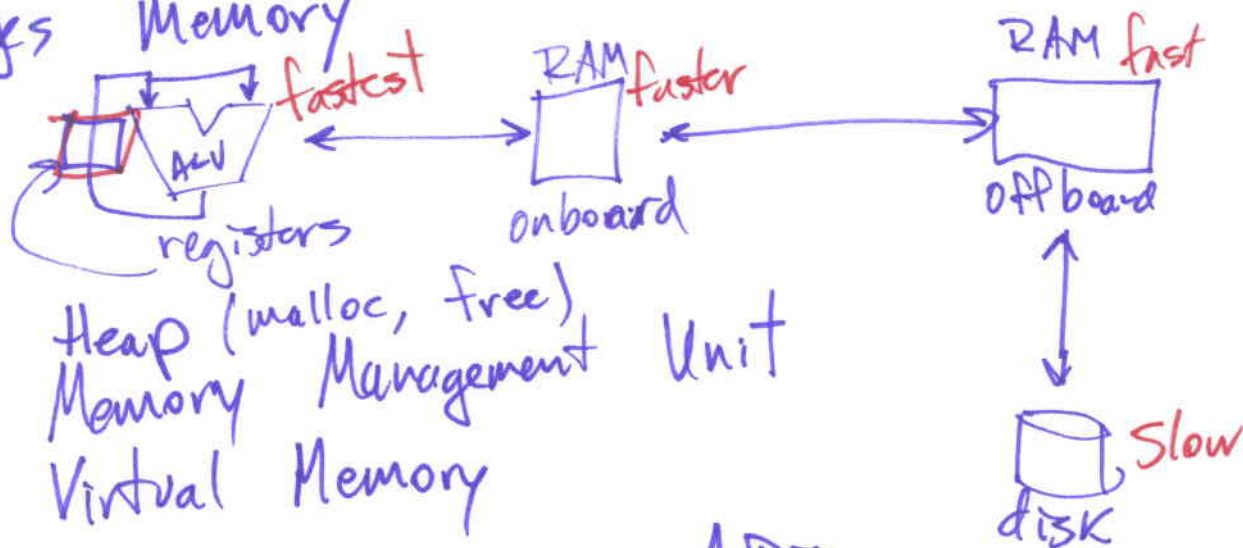 Memory
fastest
RAM faster
RAM fast
ALU
registers
onboard
offboard
Heap (malloc, free)
Memory Management Unit
Virtual Memory
Slow
disk